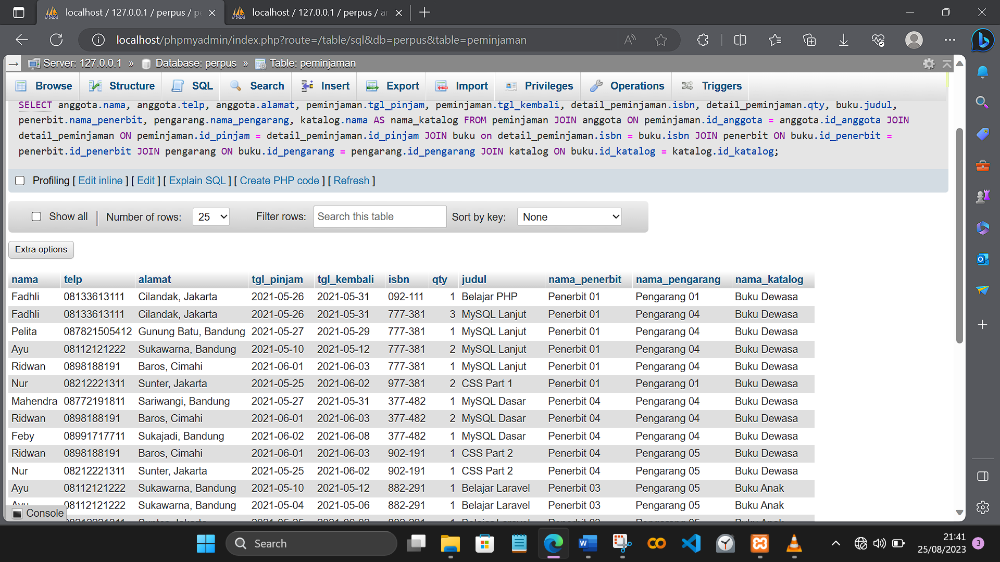 localhost / 127.0.0.1 / perpus / pe
localhost / 127.0.0.1 / perpus / an
localhost/phpmyadmin/index.php?route=/table/sql&db=perpus&table=peminjaman
Server: 127.0.0.1 » Database: perpus » Table: peminjaman
Browse Structure SQL Search Insert Export Import Privileges Operations Triggers
SELECT anggota.nama, anggota.telp, anggota.alamat, peminjaman.tgl_pinjam, peminjaman.tgl_kembali, detail_peminjaman.isbn, detail_peminjaman.qty, buku.judul,
penerbit.nama_penerbit, pengarang.nama_pengarang, katalog.nama AS nama_katalog FROM peminjaman JOIN anggota ON peminjaman.id_anggota = anggota.id_anggota JOIN
detail_peminjaman ON peminjaman.id_pinjam = detail_peminjaman.id_pinjam JOIN buku on detail_peminjaman.isbn = buku.isbn JOIN penerbit ON buku.id_penerbit =
penerbit.id_penerbit JOIN pengarang ON buku.id_pengarang = pengarang.id_pengarang JOIN katalog ON buku.id_katalog = katalog.id_katalog;
Profiling [ Edit inline ] [ Edit ] [ Explain SQL ] [ Create PHP code ] [ Refresh ]
Show all Number of rows: 25 Filter rows: Search this table Sort by key: None
Extra options
nama telp alamat tgl_pinjam tgl_kembali isbn qty judul nama_penerbit nama_pengarang nama_katalog
Fadhli 08133613111 Cilandak, Jakarta 2021-05-26 2021-05-31 092-111 1 Belajar PHP Penerbit 01 Pengarang 01 Buku Dewasa
Fadhli 08133613111 Cilandak, Jakarta 2021-05-26 2021-05-31 777-381 3 MySQL Lanjut Penerbit 01 Pengarang 04 Buku Dewasa
Pelita 087821505412 Gunung Batu, Bandung 2021-05-27 2021-05-29 777-381 1 MySQL Lanjut Penerbit 01 Pengarang 04 Buku Dewasa
Ayu 08112121222 Sukawarna, Bandung 2021-05-10 2021-05-12 777-381 2 MySQL Lanjut Penerbit 01 Pengarang 04 Buku Dewasa
Ridwan 0898188191 Baros, Cimahi 2021-06-01 2021-06-03 777-381 1 MySQL Lanjut Penerbit 01 Pengarang 04 Buku Dewasa
Nur 08212221311 Sunter, Jakarta 2021-05-25 2021-06-02 977-381 2 CSS Part 1 Penerbit 01 Pengarang 01 Buku Dewasa
Mahendra 08772191811 Sariwangi, Bandung 2021-05-27 2021-05-31 377-482 1 MySQL Dasar Penerbit 04 Pengarang 04 Buku Dewasa
Ridwan 0898188191 Baros, Cimahi 2021-06-01 2021-06-03 377-482 2 MySQL Dasar Penerbit 04 Pengarang 04 Buku Dewasa
Feby 08991717711 Sukajadi, Bandung 2021-06-02 2021-06-08 377-482 1 MySQL Dasar Penerbit 04 Pengarang 04 Buku Dewasa
Ridwan 0898188191 Baros, Cimahi 2021-06-01 2021-06-03 902-191 1 CSS Part 2 Penerbit 04 Pengarang 05 Buku Dewasa
Nur 08212221311 Sunter, Jakarta 2021-05-25 2021-06-02 902-191 1 CSS Part 2 Penerbit 04 Pengarang 05 Buku Dewasa
Ayu 08112121222 Sukawarna, Bandung 2021-05-10 2021-05-12 882-291 1 Belajar Laravel Penerbit 03 Pengarang 05 Buku Anak
Ayu 08112121222 Sukawarna, Bandung 2021-05-04 2021-05-06 882-291 1 Belajar Laravel Penerbit 03 Pengarang 05 Buku Anak
Console
Search
21:41
25/08/2023
3